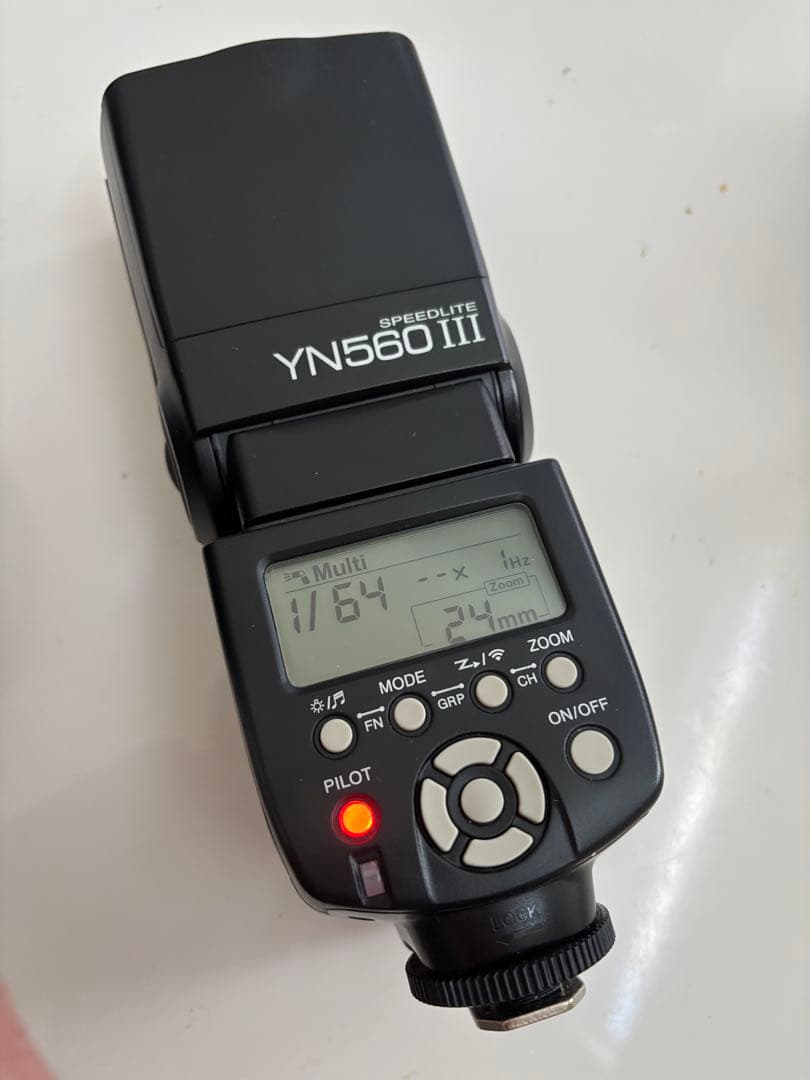 SPEEDLITE
YN560 III
Multi
1/64 --x 1Hz
Zoom
24mm
MODE
ZOOM
FN
GRP
CH
ON/OFF
PILOT
LOCK